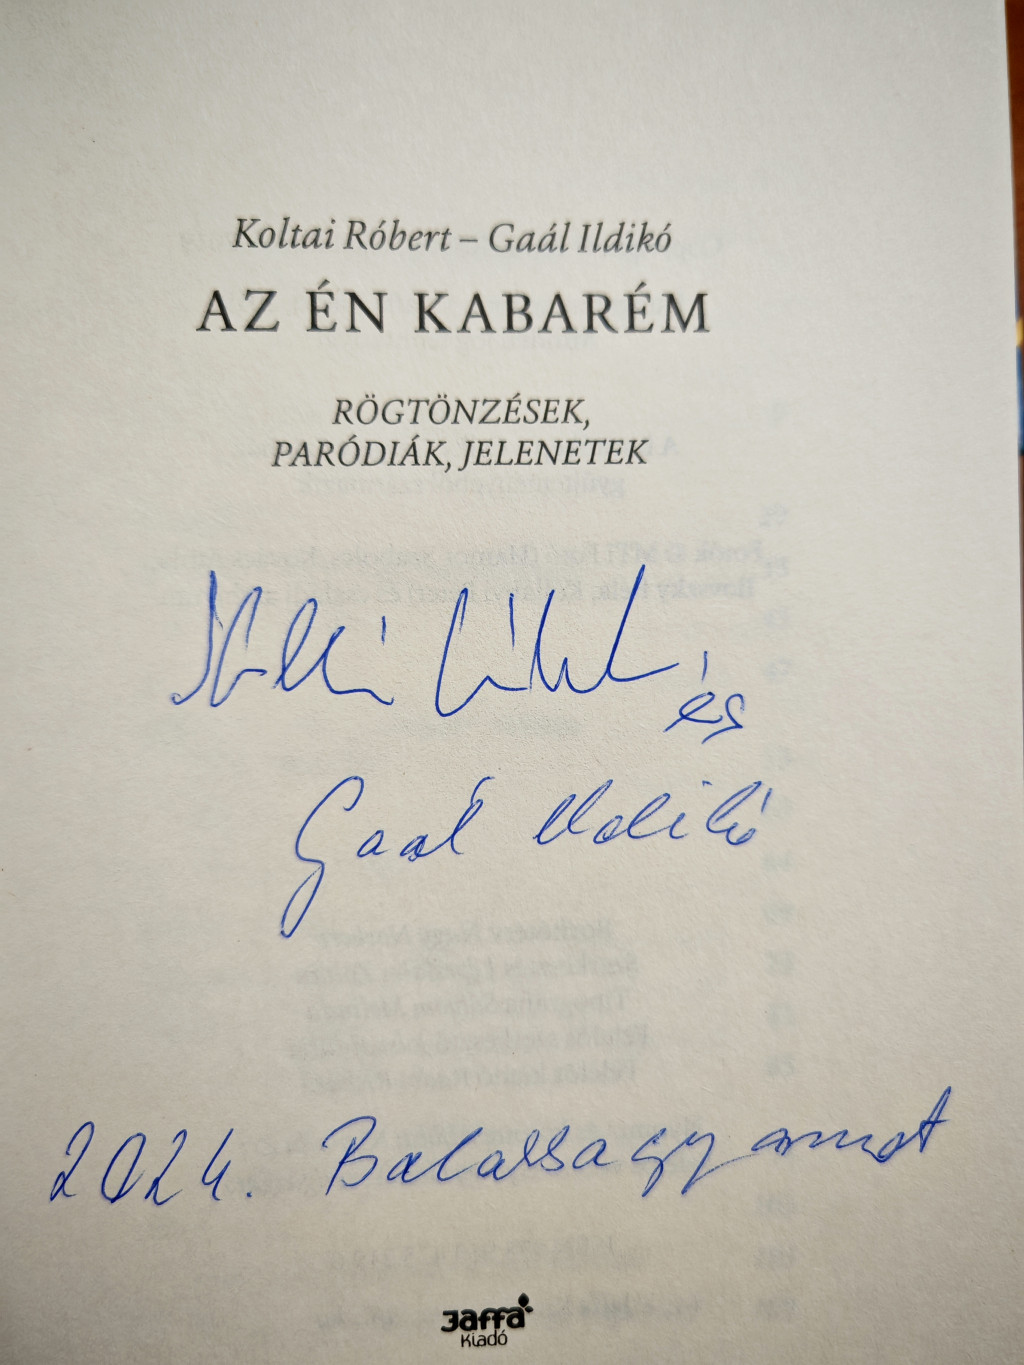 Koltai Róbert – Gaál Ildikó
AZ ÉN KABARÉM
RÖGTÖNZÉSEK,
PARÓDIÁK, JELENETEK
és
Gaál Ildikó
2024. Balassagyarmat
Jaffa
Kiadó